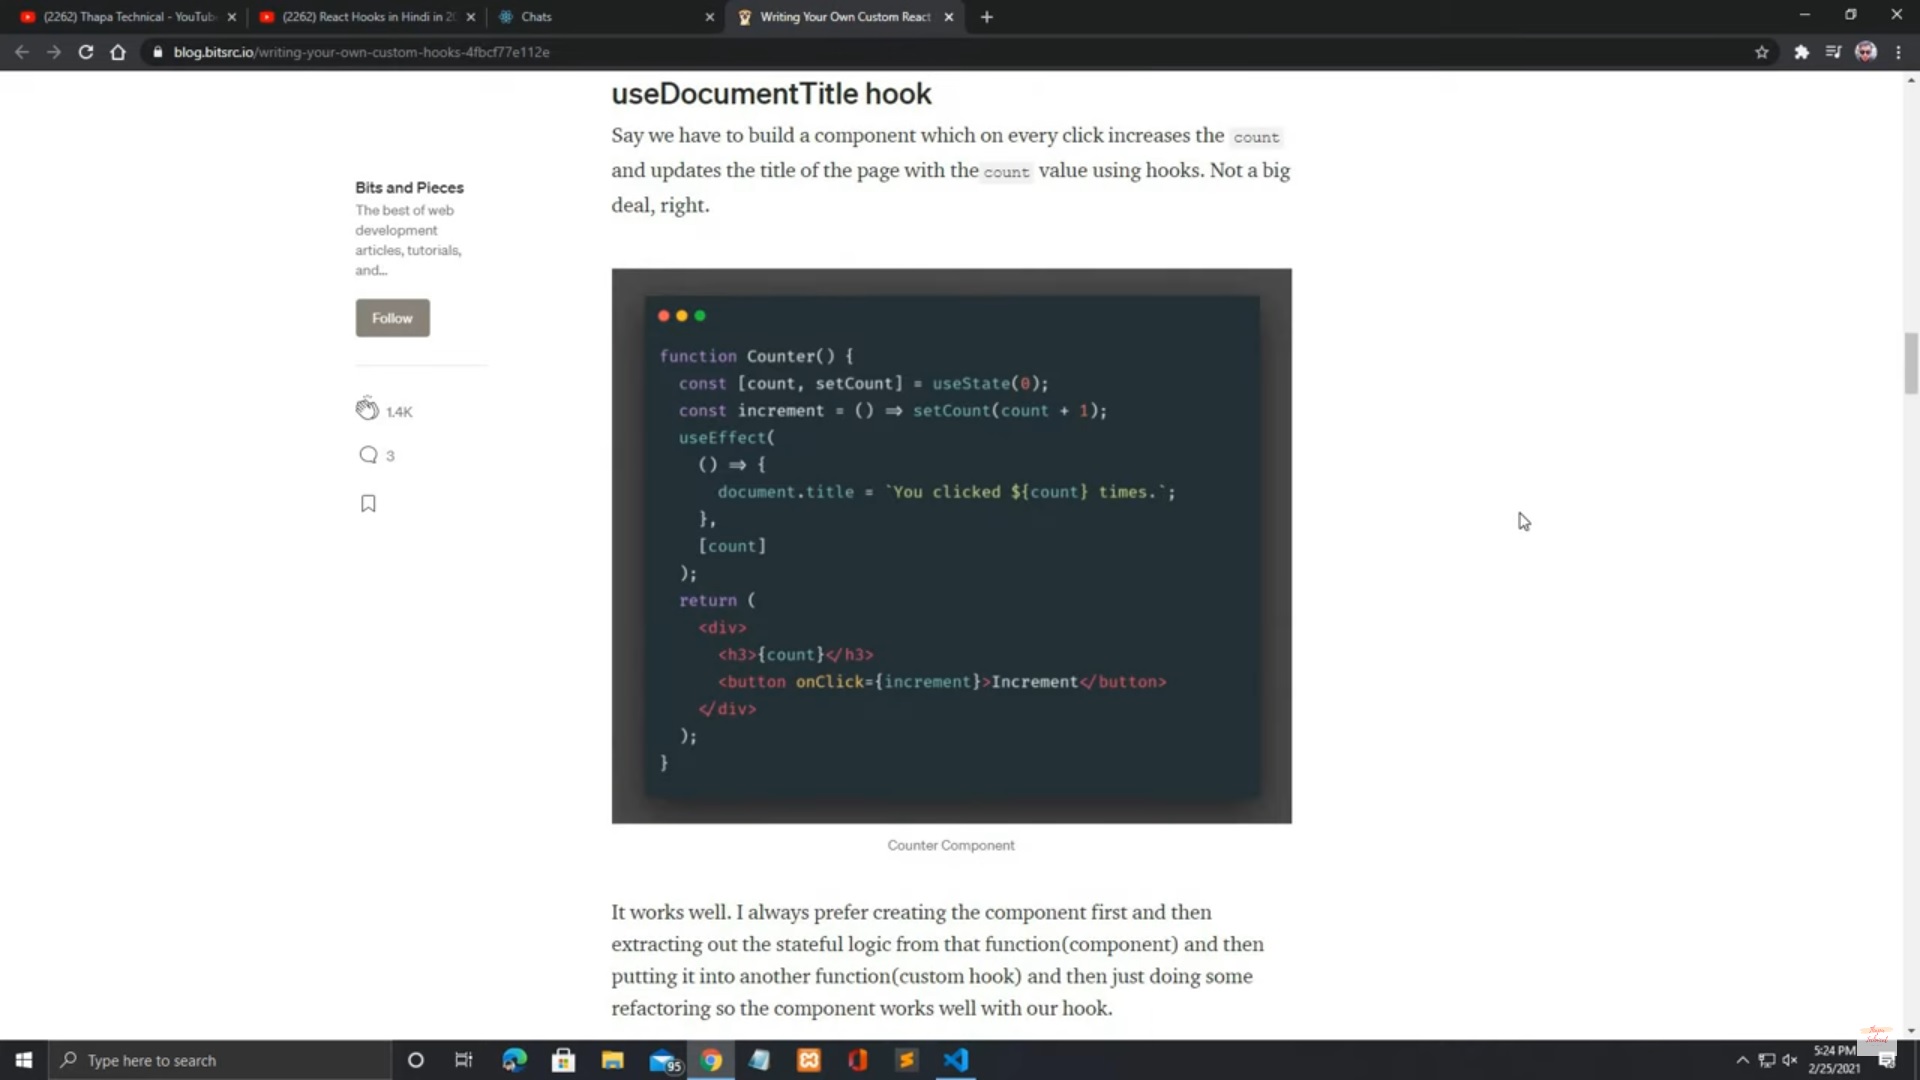 (2262) Thapa Technical - YouTub
(2262) React Hooks in Hindi in 20
Chats
Writing Your Own Custom React
blog.bitsrc.io/writing-your-own-custom-hooks-4fbcf77e112e
useDocumentTitle hook
Say we have to build a component which on every click increases the count
and updates the title of the page with the count value using hooks. Not a big
deal, right.
Bits and Pieces
The best of web
development
articles, tutorials,
and...
Follow
1.4K
3
function Counter() {
const [count, setCount] = useState(0);
const increment = () => setCount(count + 1);
useEffect(
() => {
document.title = `You clicked ${count} times.`;
},
[count]
);
return (
<div>
<h3>{count}</h3>
<button onClick={increment}>Increment</button>
</div>
);
}
Counter Component
It works well. I always prefer creating the component first and then
extracting out the stateful logic from that function(component) and then
putting it into another function(custom hook) and then just doing some
refactoring so the component works well with our hook.
Type here to search
95
5:24 PM
2/25/2021